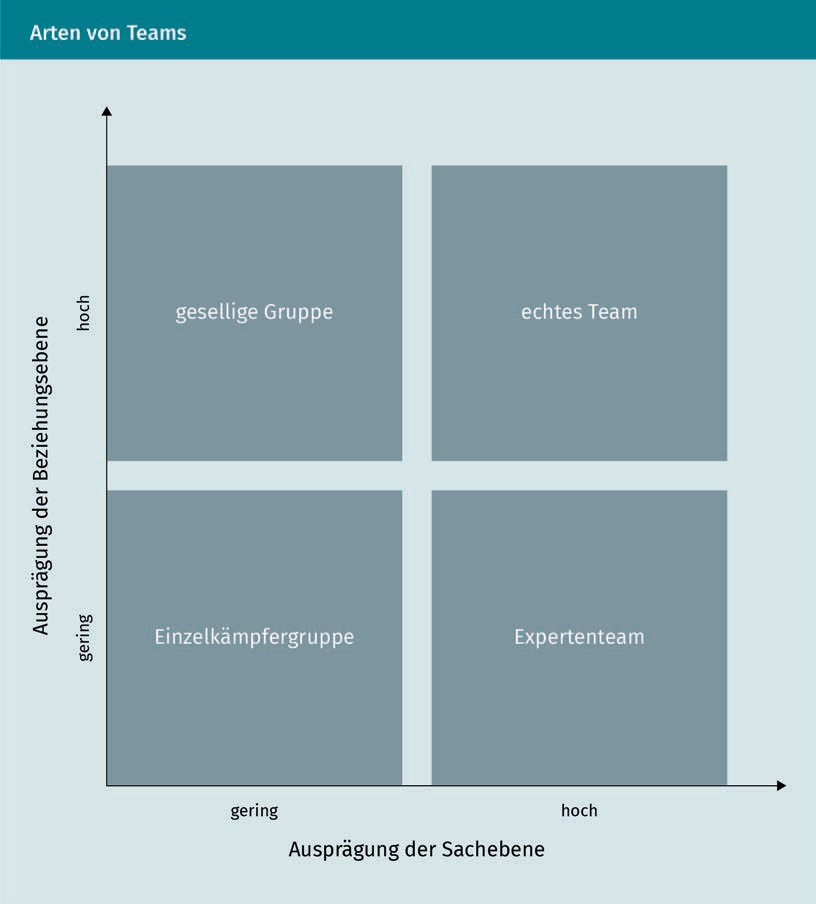 Arten von Teams
Ausprägung der Beziehungsebene
hoch
gesellige Gruppe
echtes Team
gering
Einzelkämpfergruppe
Expertenteam
gering
hoch
Ausprägung der Sachebene